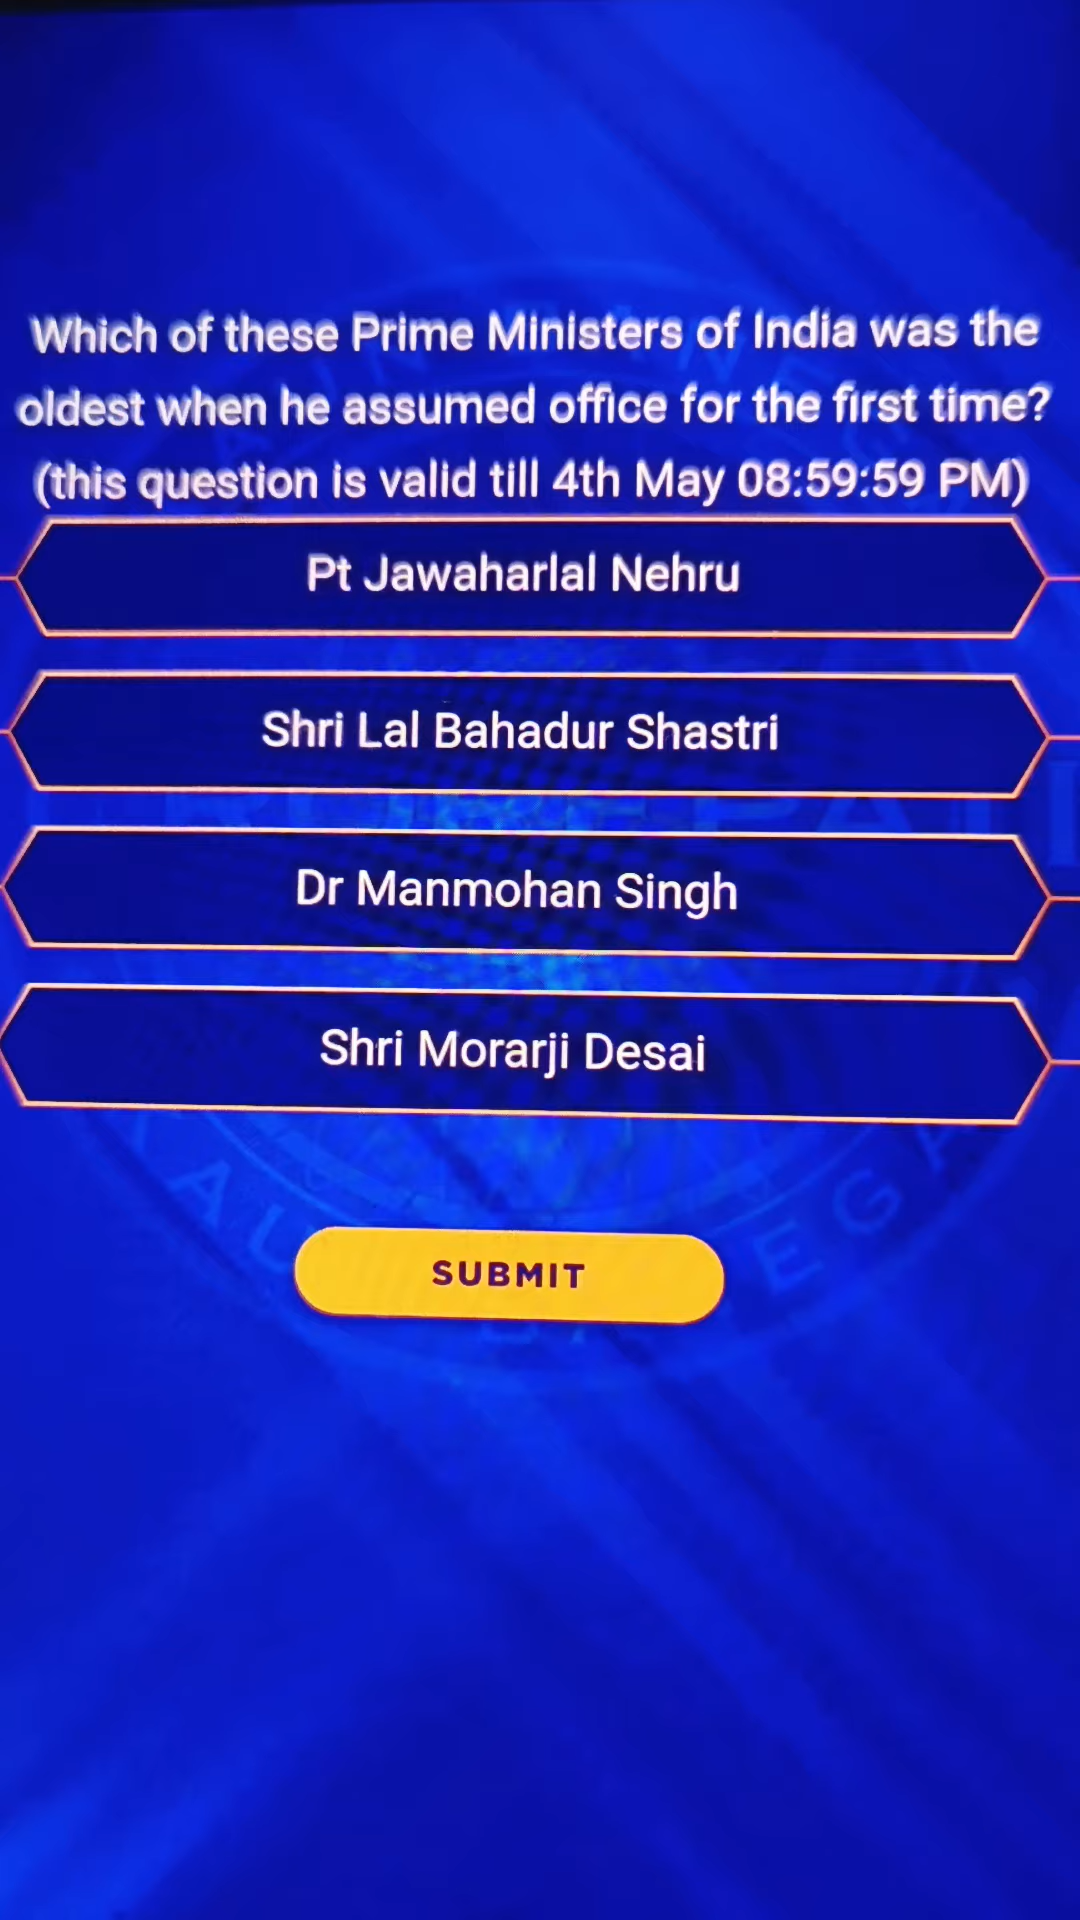 Which of these Prime Ministers of India was the
oldest when he assumed office for the first time?
(this question is valid till 4th May 08:59:59 PM)
Pt Jawaharlal Nehru
Shri Lal Bahadur Shastri
Dr Manmohan Singh
Shri Morarji Desai
SUBMIT